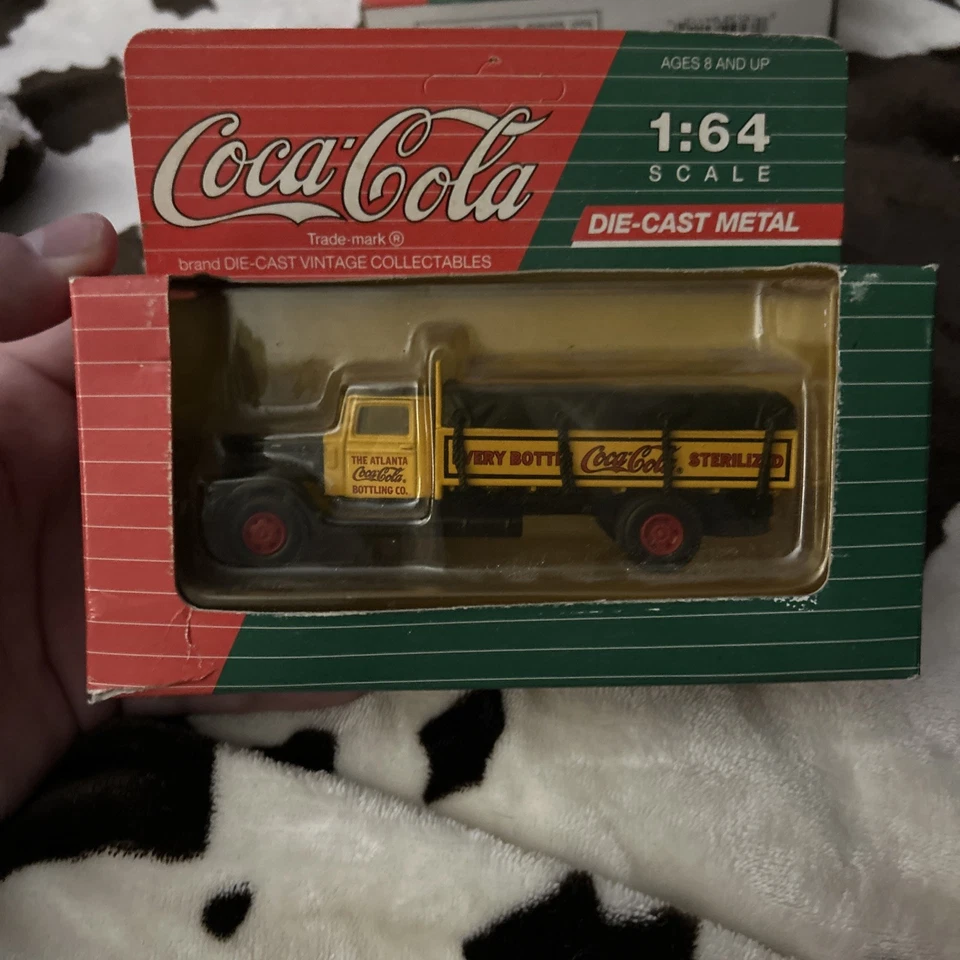 AGES 8 AND UP
Coca-Cola
1:64
SCALE
Trade-mark ®
DIE-CAST METAL
brand DIE-CAST VINTAGE COLLECTABLES
THE ATLANTA
Coca-Cola.
BOTTLING CO.
VERY BOTT Coca-Cola. STERILIZED